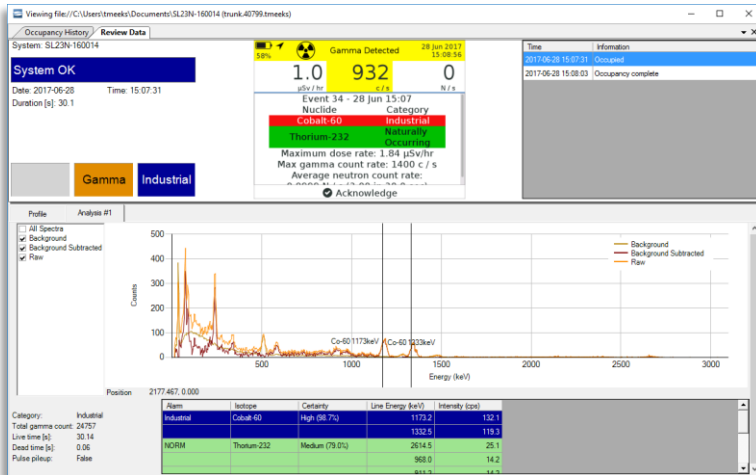 Viewing file://C:\Users\tmeeks\Documents\SL23N-160014 (trunk.40799.tmeeks)
Occupancy History
Review Data
System: SL23N-160014
System OK
Date: 2017-06-28 Time: 15:07:31
Duration [s]: 30.1
Gamma
Industrial
58%
Gamma Detected
28 Jun 2017
15:08:56
1.0 932 0
µSv / hr c / s N / s
Event 34 - 28 Jun 15:07
Nuclide Category
Cobalt-60 Industrial
Thorium-232 Naturally
Occurring
Maximum dose rate: 1.84 µSv/hr
Max gamma count rate: 1400 c / s
Average neutron count rate:
Acknowledge
Time Information
2017-06-28 15:07:31 Occupied
2017-06-28 15:08:03 Occupancy complete
Profile
Analysis #1
All Spectra
Background
Background Subtracted
Raw
500
400
300
200
100
0
Counts
Co-60 1173keV
Co-60 1333keV
500 1000 1500 2000 2500 3000
Energy (keV)
Background
Background Subtracted
Raw
Position 2177.467, 0.000
Category: Industrial
Total gamma count: 24757
Live time [s]: 30.14
Dead time [s]: 0.06
Pulse pileup: False
Alarm Isotope Certainty Line Energy (keV) Intensity (cps)
Industrial Cobalt-60 High (98.7%) 1173.2 132.1
1332.5 119.3
NORM Thorium-232 Medium (79.0%) 2614.5 25.1
968.0 14.2